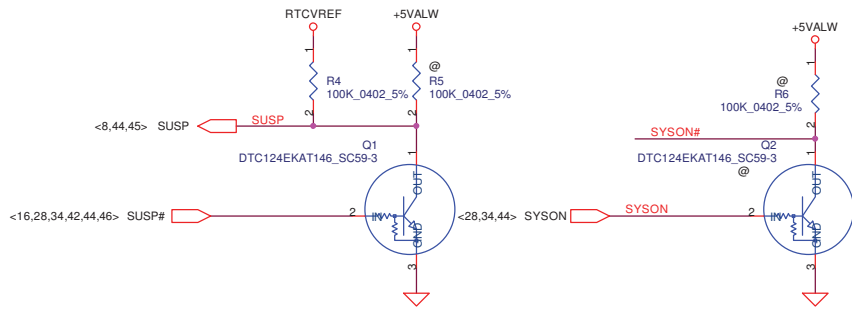 RTCVREF
+5VALW
+5VALW
1
1
@
R4
100K_0402_5%
R5
100K_0402_5%
2
2
1
@
R6
100K_0402_5%
2
<8,44,45> SUSP
SUSP
SYSON#
Q1
DTC124EKAT146_SC59-3
1
OUT
Q2
DTC124EKAT146_SC59-3
@
1
OUT
<16,28,34,42,44,46> SUSP#
2
IN
GND
3
<28,34,44> SYSON
SYSON
2
IN
GND
3